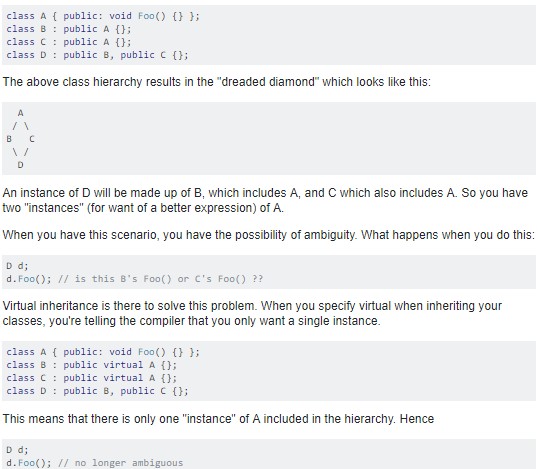 class A { public: void Foo() {} };
class B : public A {};
class C : public A {};
class D : public B, public C {};
The above class hierarchy results in the "dreaded diamond" which looks like this:
  A
 / \
B   C
 \ /
  D
An instance of D will be made up of B, which includes A, and C which also includes A. So you have
two "instances" (for want of a better expression) of A.
When you have this scenario, you have the possibility of ambiguity. What happens when you do this:
D d;
d.Foo(); // is this B's Foo() or C's Foo() ??
Virtual inheritance is there to solve this problem. When you specify virtual when inheriting your
classes, you're telling the compiler that you only want a single instance.
class A { public: void Foo() {} };
class B : public virtual A {};
class C : public virtual A {};
class D : public B, public C {};
This means that there is only one "instance" of A included in the hierarchy. Hence
D d;
d.Foo(); // no longer ambiguous